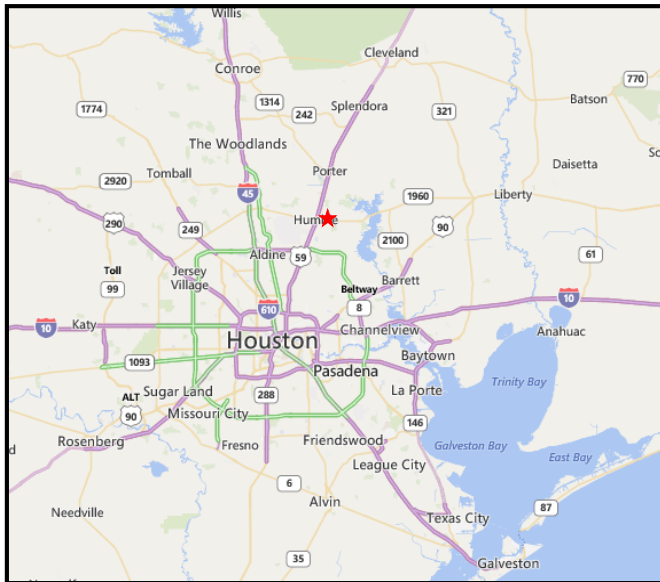 Willis
Cleveland
Conroe
770
1774
1314
242
Splendora
321
Batson
The Woodlands
Daisetta
So
Tomball
Porter
2920
45
1960
Liberty
290
249
Hum
2100
90
Aldine
59
61
Toll
99
Jersey
Village
Beltway
8
Barrett
610
10
10
Katy
Houston
Channelview
Anahuac
1093
Baytown
Pasadena
Trinity Bay
ALT
90
Sugar Land
288
La Porte
Missouri City
146
Rosenberg
Fresno
Friendswood
Galveston Bay
d
League City
East Bay
6
Alvin
87
Needville
Texas City
35
Galveston